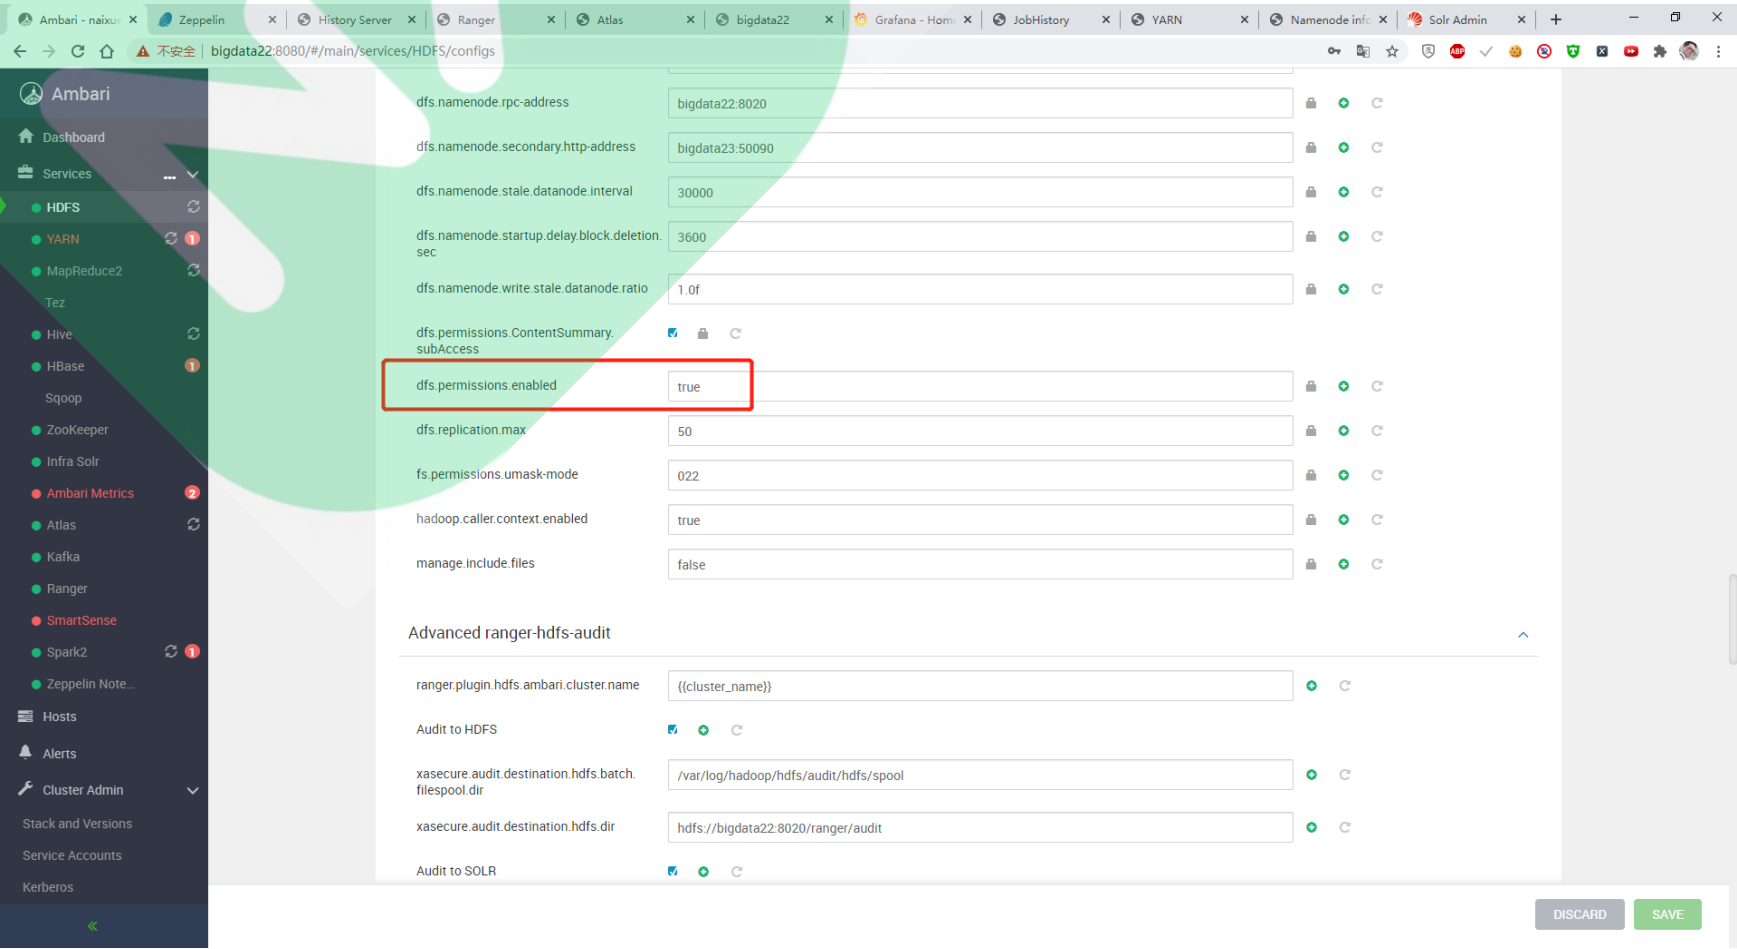 Ambari - naixue
Zeppelin
History Server
Ranger
Atlas
bigdata22
Grafana - Home
JobHistory
YARN
Namenode info
Solr Admin
不安全 | bigdata22:8080/#/main/services/HDFS/configs
ABP
Ambari
Dashboard
Services ...
HDFS
YARN 1
MapReduce2
Tez
Hive
HBase 1
Sqoop
ZooKeeper
Infra Solr
Ambari Metrics 2
Atlas
Kafka
Ranger
SmartSense
Spark2 1
Zeppelin Note...
Hosts
Alerts
Cluster Admin
Stack and Versions
Service Accounts
Kerberos
«
dfs.namenode.rpc-address bigdata22:8020
dfs.namenode.secondary.http-address bigdata23:50090
dfs.namenode.stale.datanode.interval 30000
dfs.namenode.startup.delay.block.deletion. 3600
sec
dfs.namenode.write.stale.datanode.ratio 1.0f
dfs.permissions.ContentSummary.
subAccess
dfs.permissions.enabled true
dfs.replication.max 50
fs.permissions.umask-mode 022
hadoop.caller.context.enabled true
manage.include.files false
Advanced ranger-hdfs-audit
ranger.plugin.hdfs.ambari.cluster.name {{cluster_name}}
Audit to HDFS
xasecure.audit.destination.hdfs.batch. /var/log/hadoop/hdfs/audit/hdfs/spool
filespool.dir
xasecure.audit.destination.hdfs.dir hdfs://bigdata22:8020/ranger/audit
Audit to SOLR
DISCARD
SAVE